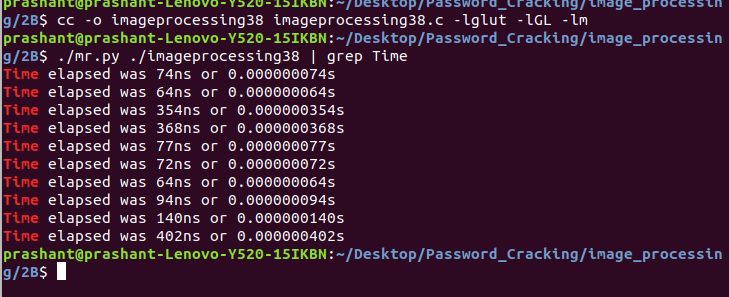 prashant@prashant-Lenovo-Y520-15IKBN:~/Desktop/Password_Cracking/image_processin
g/2B$ cc -o imageprocessing38 imageprocessing38.c -lglut -lGL -lm
prashant@prashant-Lenovo-Y520-15IKBN:~/Desktop/Password_Cracking/image_processin
g/2B$ ./mr.py ./imageprocessing38 | grep Time
Time elapsed was 74ns or 0.000000074s
Time elapsed was 64ns or 0.000000064s
Time elapsed was 354ns or 0.000000354s
Time elapsed was 368ns or 0.000000368s
Time elapsed was 77ns or 0.000000077s
Time elapsed was 72ns or 0.000000072s
Time elapsed was 64ns or 0.000000064s
Time elapsed was 94ns or 0.000000094s
Time elapsed was 140ns or 0.000000140s
Time elapsed was 402ns or 0.000000402s
prashant@prashant-Lenovo-Y520-15IKBN:~/Desktop/Password_Cracking/image_processin
g/2B$